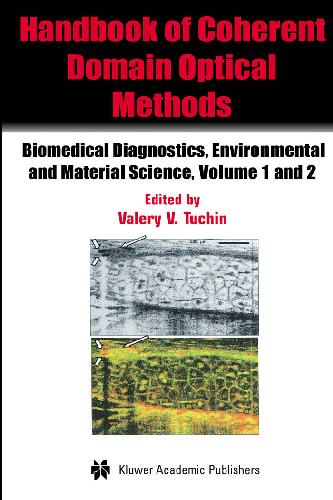 Handbook of Coherent
Domain Optical
Methods
Biomedical Diagnostics, Environmental
and Material Science, Volume 1 and 2
Edited by
Valery V. Tuchin
Kluwer Academic Publishers